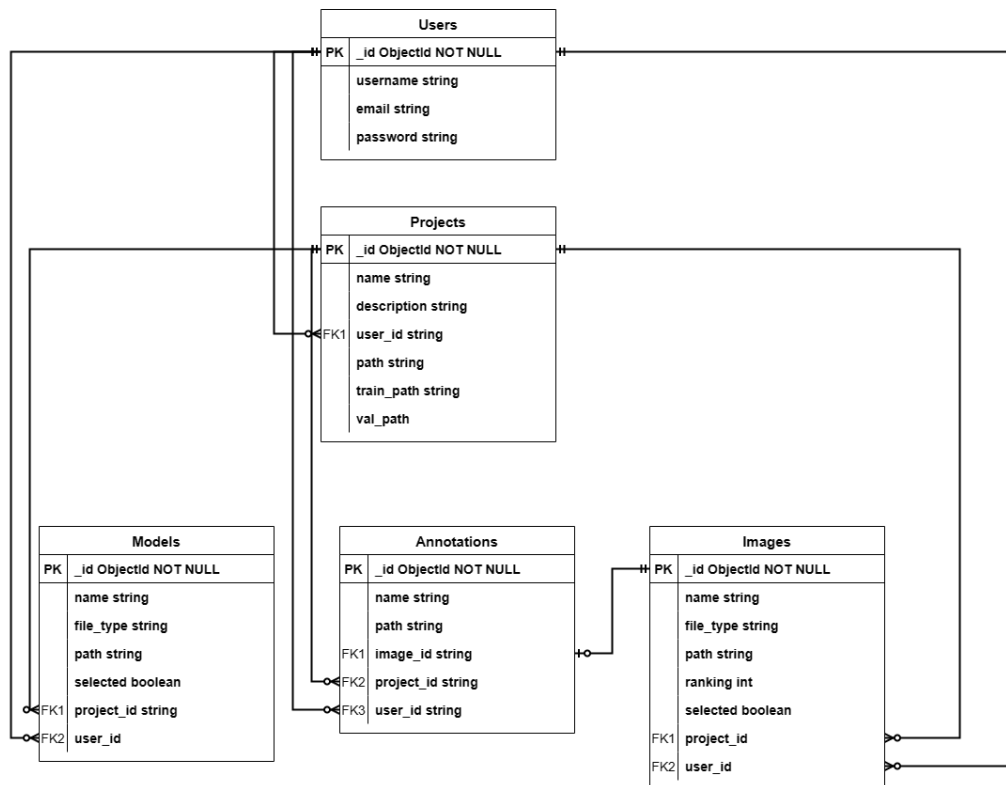 Users
PK _id ObjectId NOT NULL
username string
email string
password string
Projects
PK _id ObjectId NOT NULL
name string
description string
FK1 user_id string
path string
train_path string
val_path
Models
PK _id ObjectId NOT NULL
name string
file_type string
path string
selected boolean
FK1 project_id string
FK2 user_id
Annotations
PK _id ObjectId NOT NULL
name string
path string
FK1 image_id string
FK2 project_id string
FK3 user_id string
Images
PK _id ObjectId NOT NULL
name string
file_type string
path string
ranking int
selected boolean
FK1 project_id
FK2 user_id